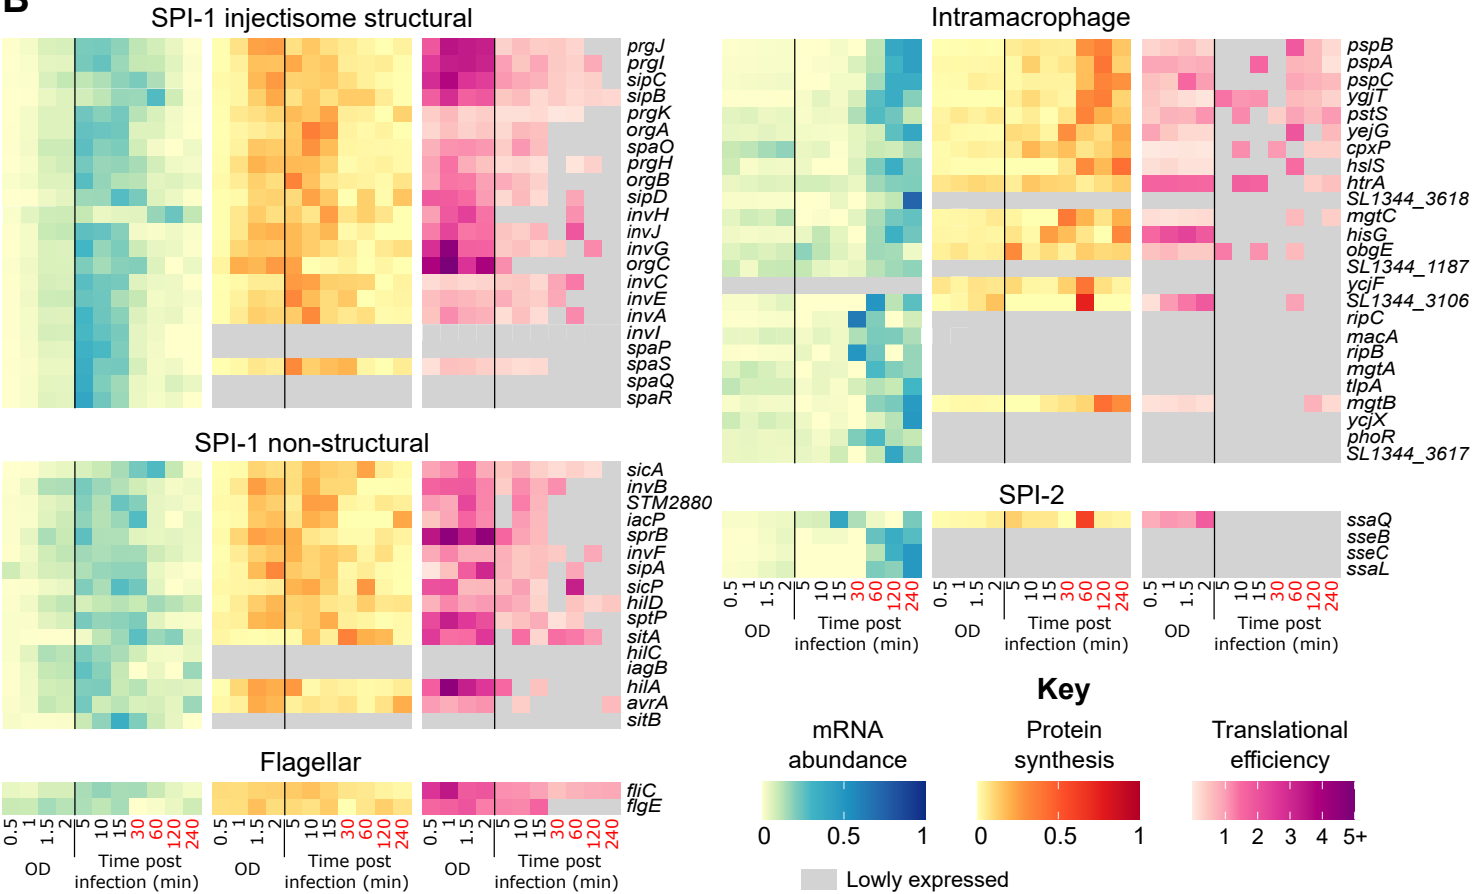 B
SPI-1 injectisome structural
prgJ
prgI
sipC
sipB
prgK
orgA
spaO
prgH
orgB
sipD
invH
invJ
invG
orgC
invC
invE
invA
invI
spaP
spaS
spaQ
spaR
SPI-1 non-structural
sicA
invB
STM2880
iacP
sprB
invF
sipA
sicP
hilD
sptP
sitA
hilC
iagB
hilA
avrA
sitB
Flagellar
fliC
flgE
0.5 1 1.5 2 5 10 15 30 60 120 240 0.5 1 1.5 2 5 10 15 30 60 120 240 0.5 1 1.5 2 5 10 15 30 60 120 240
OD Time post infection (min) OD Time post infection (min) OD Time post infection (min)
Intramacrophage
pspB
pspA
pspC
ygjT
pstS
yejG
cpxP
hslS
htrA
SL1344_3618
mgtC
hisG
obgE
SL1344_1187
ycjF
SL1344_3106
ripC
macA
ripB
mgtA
tlpA
mgtB
ycjX
phoR
SL1344_3617
SPI-2
ssaQ
sseB
sseC
ssaL
0.5 1 1.5 2 5 10 15 30 60 120 240 0.5 1 1.5 2 5 10 15 30 60 120 240 0.5 1 1.5 2 5 10 15 30 60 120 240
OD Time post infection (min) OD Time post infection (min) OD Time post infection (min)
Key
mRNA abundance
0 0.5 1
Protein synthesis
0 0.5 1
Translational efficiency
1 2 3 4 5+
Lowly expressed